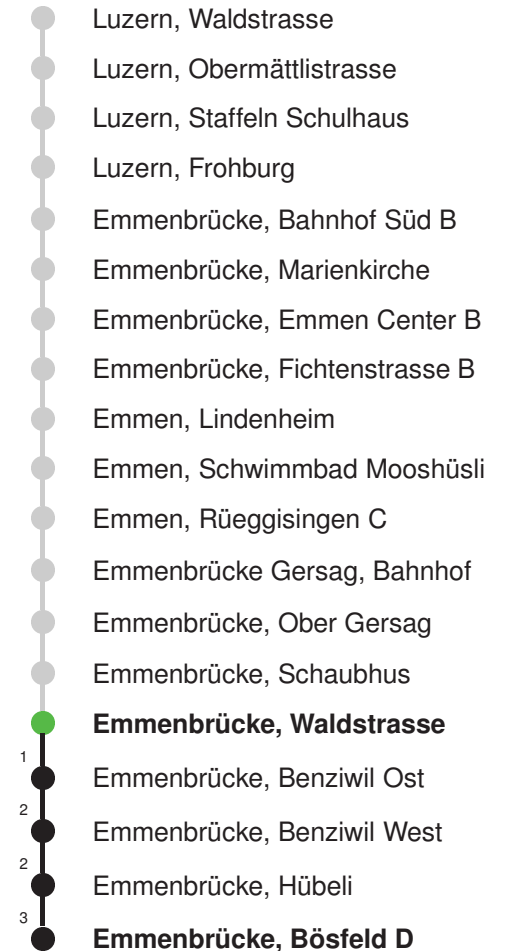 Luzern, Waldstrasse
Luzern, Obermättlistrasse
Luzern, Staffeln Schulhaus
Luzern, Frohburg
Emmenbrücke, Bahnhof Süd B
Emmenbrücke, Marienkirche
Emmenbrücke, Emmen Center B
Emmenbrücke, Fichtenstrasse B
Emmen, Lindenheim
Emmen, Schwimmbad Mooshüsli
Emmen, Rüeggisingen C
Emmenbrücke Gersag, Bahnhof
Emmenbrücke, Ober Gersag
Emmenbrücke, Schaubhus
Emmenbrücke, Waldstrasse
1 Emmenbrücke, Benziwil Ost
2 Emmenbrücke, Benziwil West
2 Emmenbrücke, Hübeli
3 Emmenbrücke, Bösfeld D